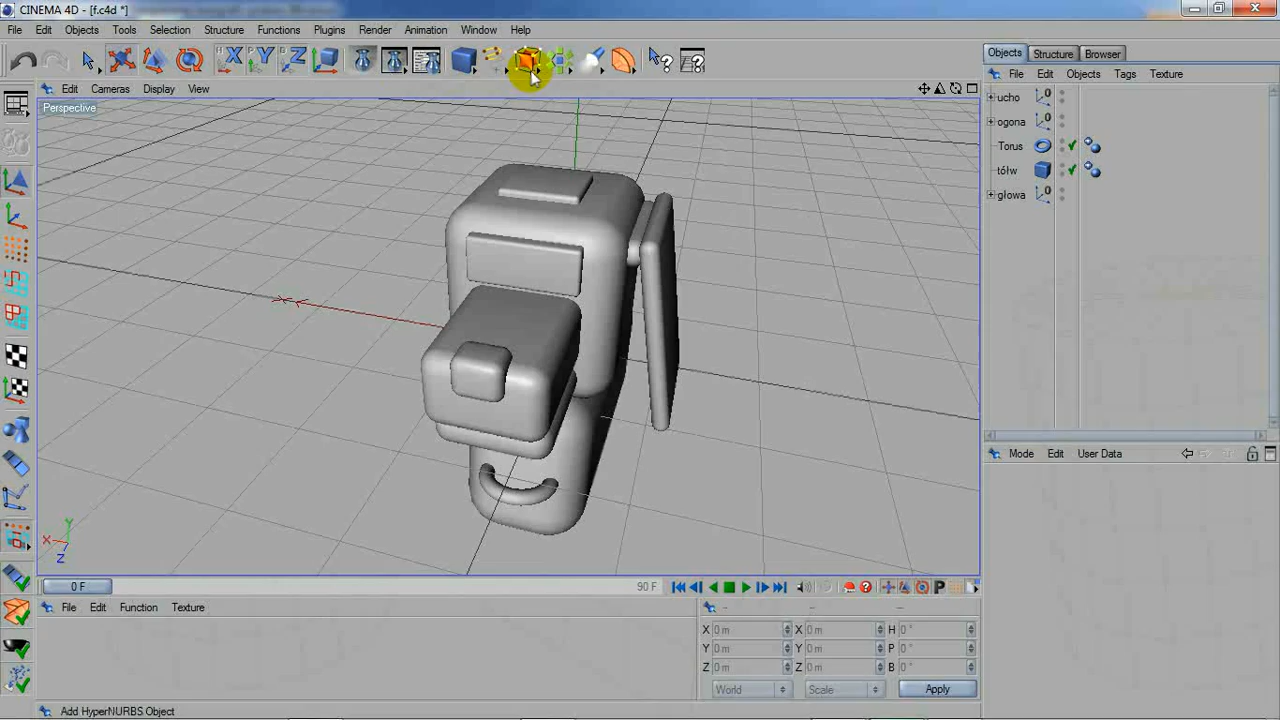 CINEMA 4D - [f.c4d *]
File Edit Objects Tools Selection Structure Functions Plugins Render Animation Window Help
X Y Z
Objects Structure Browser
File Edit Objects Tags Texture
Edit Cameras Display View
Perspective
ucho
ogona
Torus
tółw
głowa
Mode Edit User Data
Y
X
Z
0 F
90 F
P
File Edit Function Texture
- - -
X 0 m X 0 m H 0 °
Y 0 m Y 0 m P 0 °
Z 0 m Z 0 m B 0 °
World Scale Apply
Add HyperNURBS Object